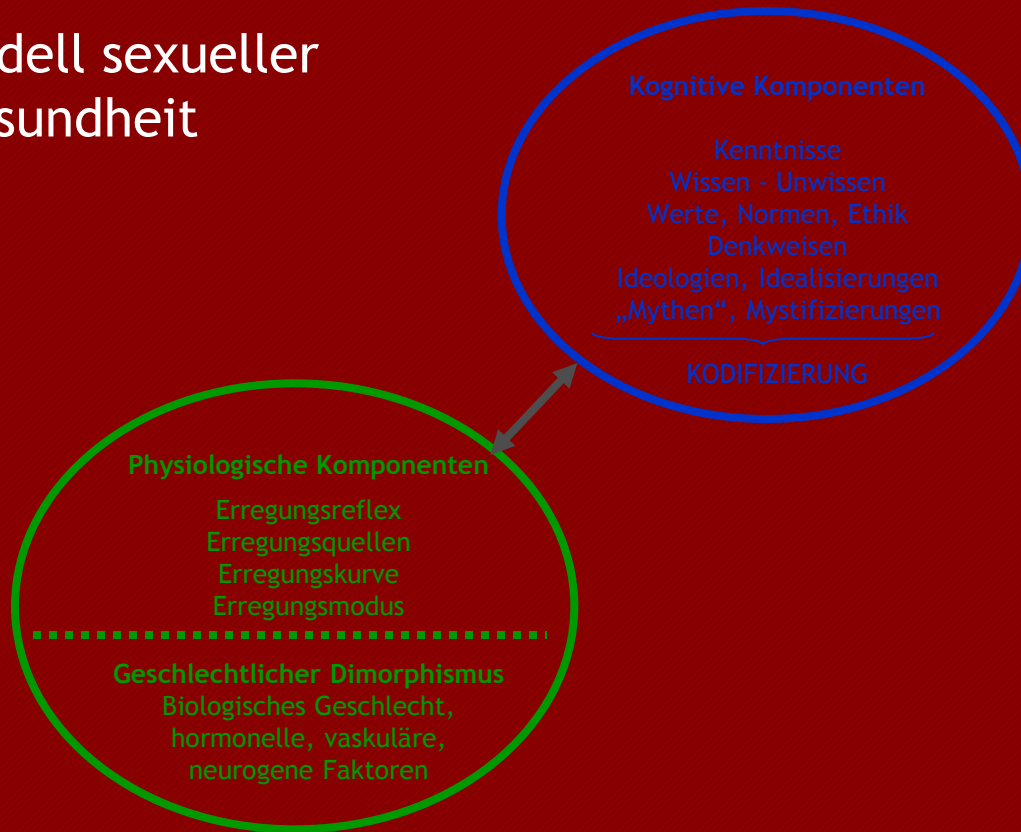 dell sexueller
sundheit
Kognitive Komponenten
Kenntnisse
Wissen - Unwissen
Werte, Normen, Ethik
Denkweisen
Ideologien, Idealisierungen
„Mythen“, Mystifizierungen
KODIFIZIERUNG
Physiologische Komponenten
Erregungsreflex
Erregungsquellen
Erregungskurve
Erregungsmodus
Geschlechtlicher Dimorphismus
Biologisches Geschlecht,
hormonelle, vaskuläre,
neurogene Faktoren